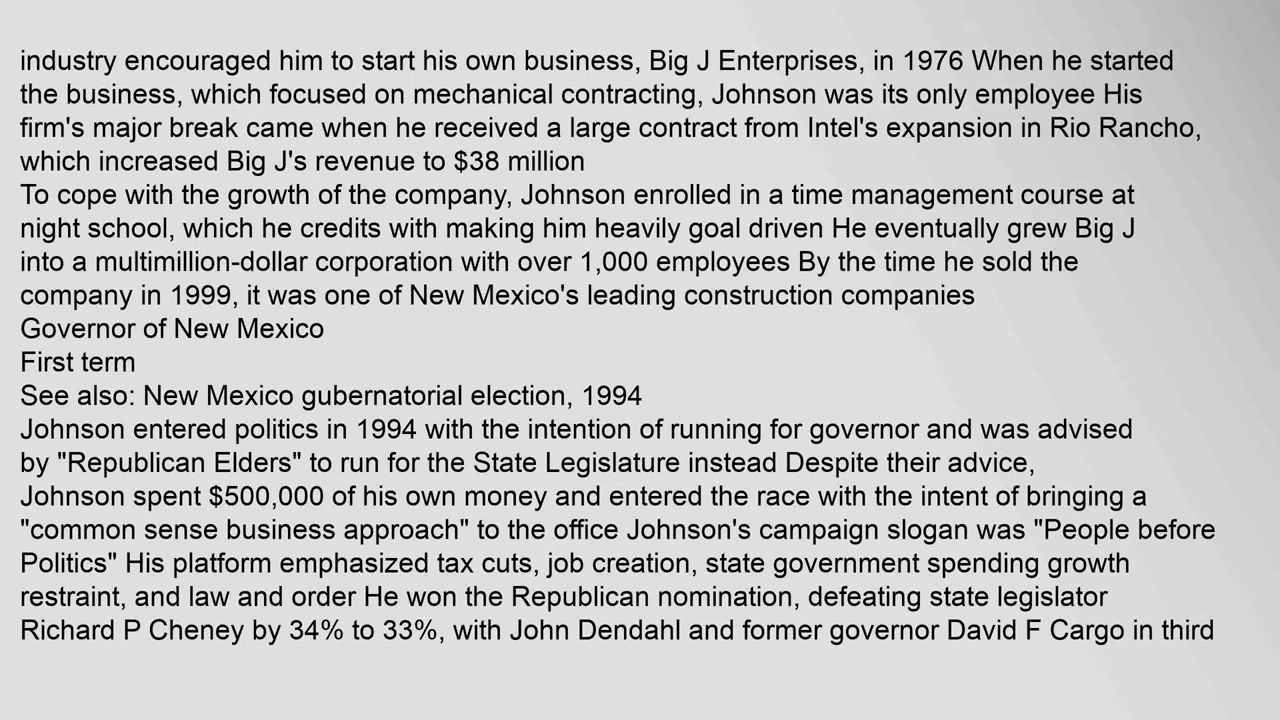 industry encouraged him to start his own business, Big J Enterprises, in 1976 When he started
the business, which focused on mechanical contracting, Johnson was its only employee His
firm's major break came when he received a large contract from Intel's expansion in Rio Rancho,
which increased Big J's revenue to $38 million
To cope with the growth of the company, Johnson enrolled in a time management course at
night school, which he credits with making him heavily goal driven He eventually grew Big J
into a multimillion-dollar corporation with over 1,000 employees By the time he sold the
company in 1999, it was one of New Mexico's leading construction companies
Governor of New Mexico
First term
See also: New Mexico gubernatorial election, 1994
Johnson entered politics in 1994 with the intention of running for governor and was advised
by "Republican Elders" to run for the State Legislature instead Despite their advice,
Johnson spent $500,000 of his own money and entered the race with the intent of bringing a
"common sense business approach" to the office Johnson's campaign slogan was "People before
Politics" His platform emphasized tax cuts, job creation, state government spending growth
restraint, and law and order He won the Republican nomination, defeating state legislator
Richard P Cheney by 34% to 33%, with John Dendahl and former governor David F Cargo in third